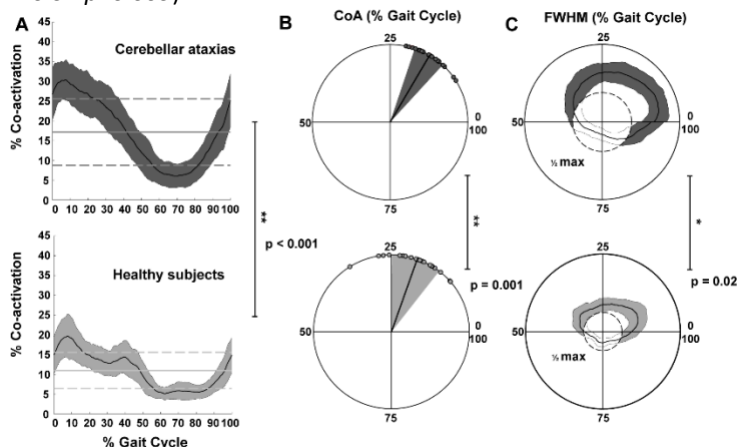 A
B
CoA (% Gait Cycle)
C
FWHM (% Gait Cycle)
45
40
35
30
25
20
15
10
5
0
% Co-activation
Cerebellar ataxias
0 10 20 30 40 50 60 70 80 90 100
25
50
0
100
75
25
50
0
100
75
½ max
**
p < 0.001
**
p = 0.001
*
p = 0.02
45
40
35
30
25
20
15
10
5
0
% Co-activation
Healthy subjects
0 10 20 30 40 50 60 70 80 90 100
% Gait Cycle
25
50
0
100
75
25
50
0
100
75
½ max